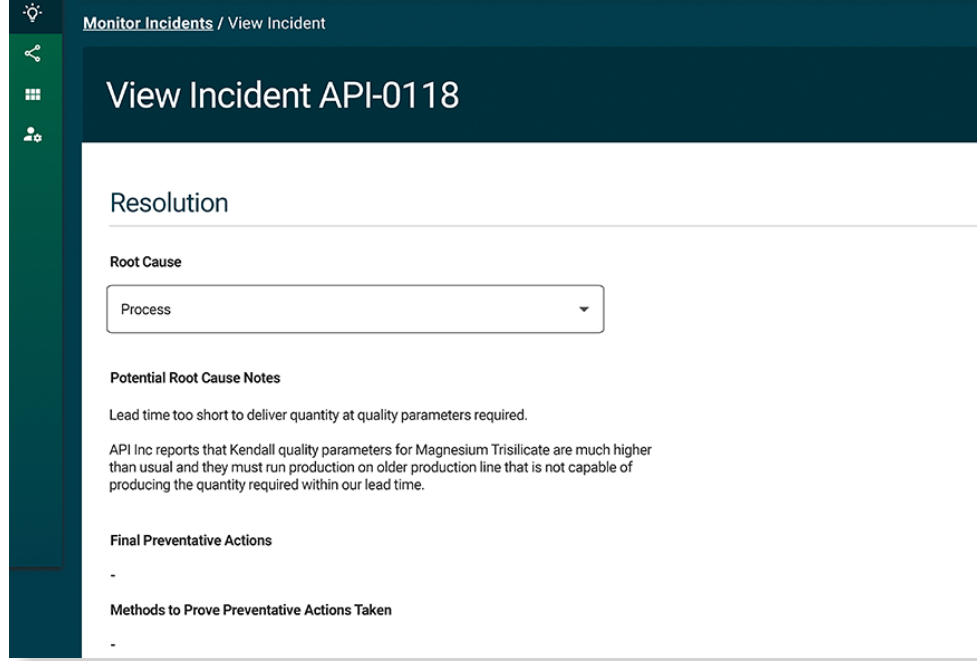 Monitor Incidents / View Incident
View Incident API-0118
Resolution
Root Cause
Process
Potential Root Cause Notes
Lead time too short to deliver quantity at quality parameters required.
API Inc reports that Kendall quality parameters for Magnesium Trisilicate are much higher
than usual and they must run production on older production line that is not capable of
producing the quantity required within our lead time.
Final Preventative Actions
-
Methods to Prove Preventative Actions Taken
-